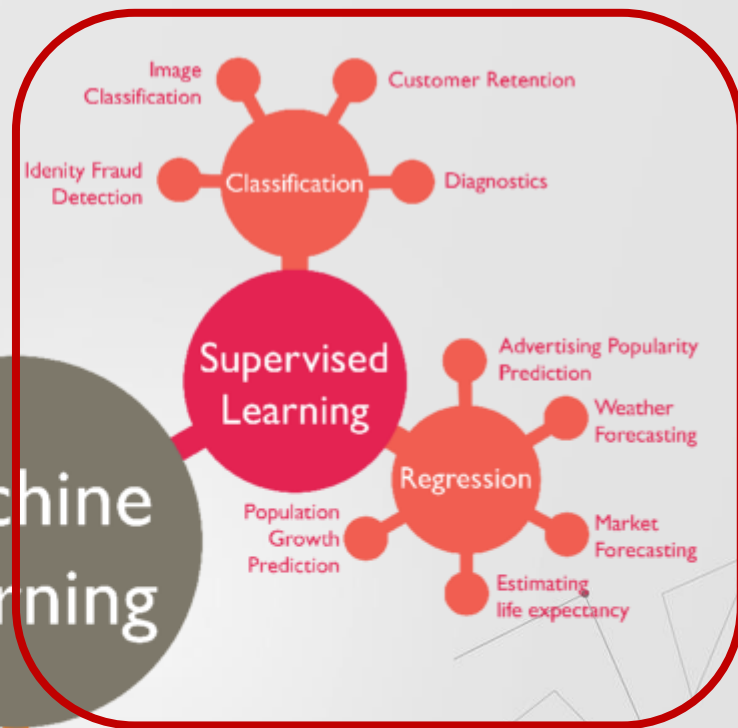 Image
Classification
Customer Retention
Idenity Fraud
Detection
Classification
Diagnostics
Supervised
Learning
Advertising Popularity
Prediction
Weather
Forecasting
Regression
Population
Growth
Prediction
Market
Forecasting
Estimating
life expectancy
chine
rning